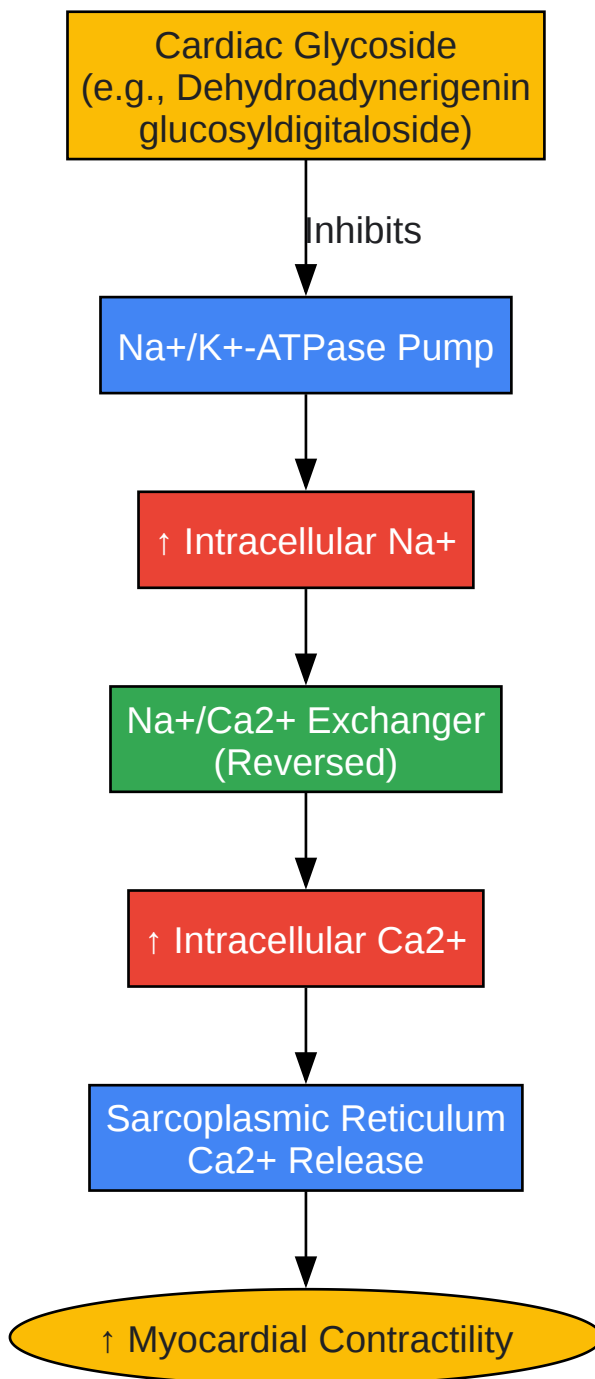 Cardiac Glycoside
(e.g., Dehydroadynerigenin
glucosyldigitaloside)
Inhibits
Na+/K+-ATPase Pump
↑ Intracellular Na+
Na+/Ca2+ Exchanger
(Reversed)
↑ Intracellular Ca2+
Sarcoplasmic Reticulum
Ca2+ Release
↑ Myocardial Contractility